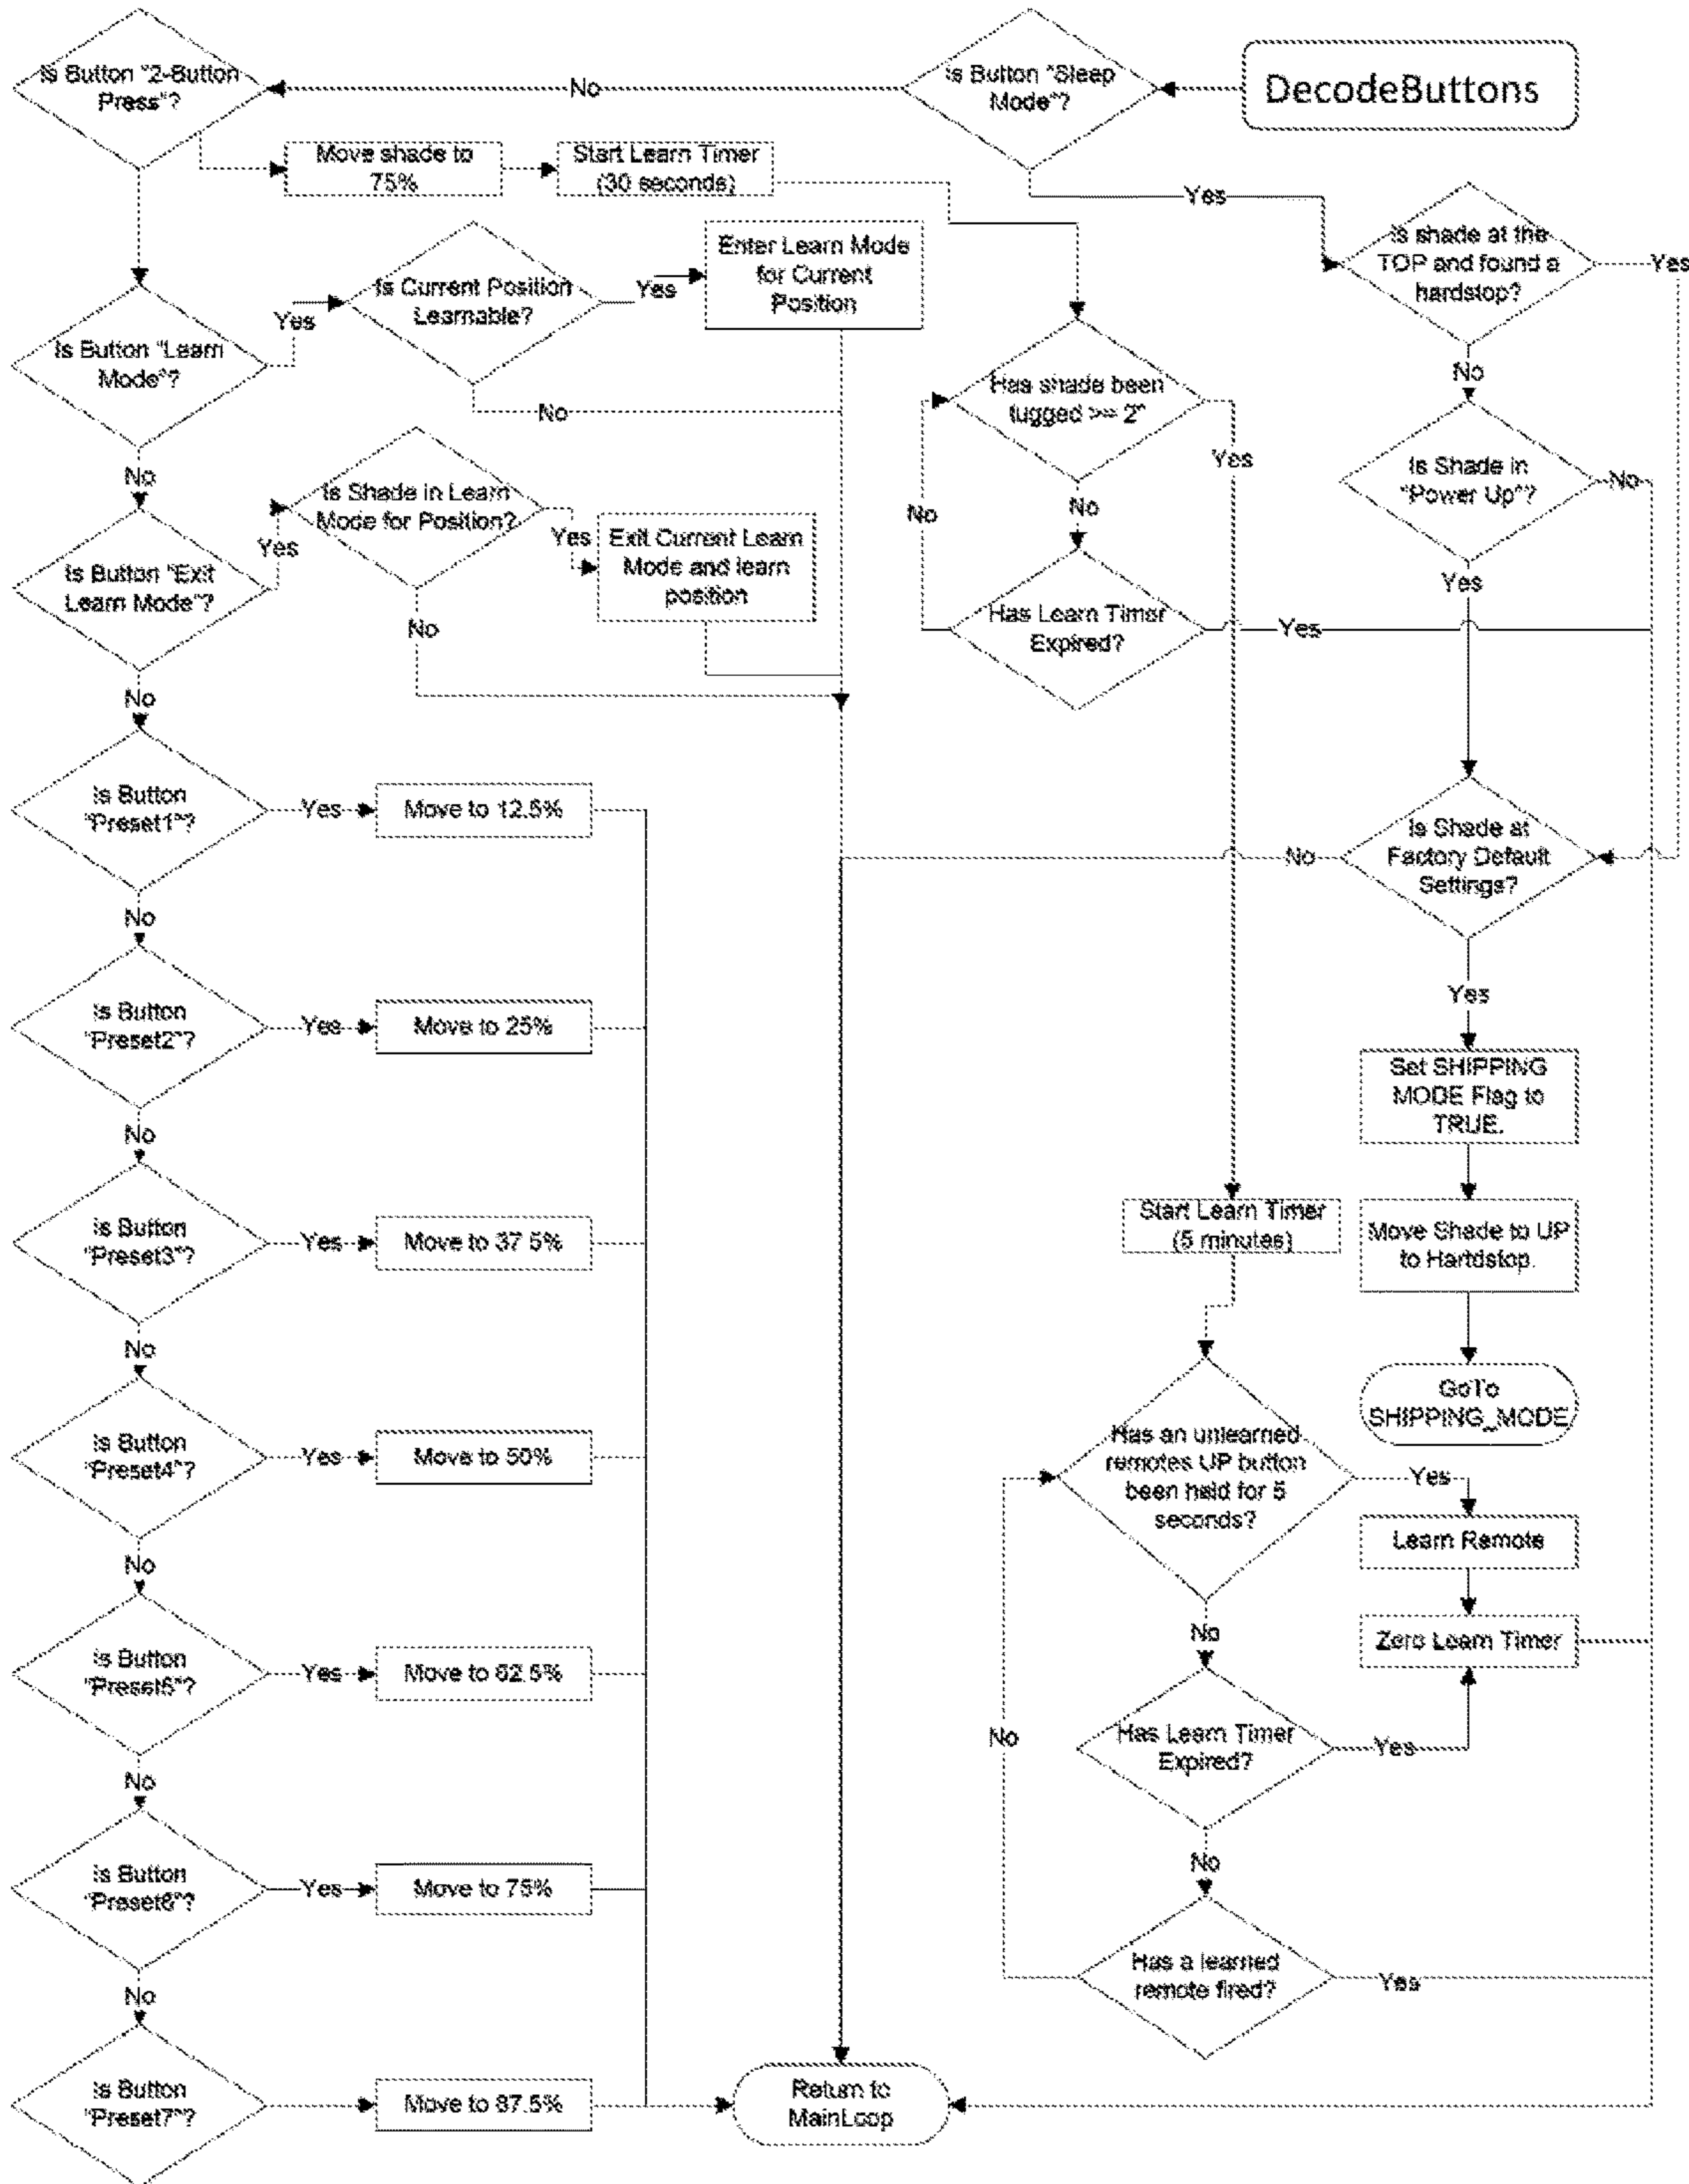 DecodeButtons
Is Button "Sleep
Mode"?
No
Is Button "2-Button
Press"?
Move shade to
75%
Start Learn Timer
(30 seconds)
Yes
Is shade at the
TOP and found a
hardstop?
Yes
No
Is Shade in
"Power Up"?
No
Yes
Is Shade at
Factory Default
Settings?
No
Yes
Set SHIPPING
MODE Flag to
TRUE.
Move Shade to UP
to Hartdstop.
GoTo
SHIPPING_MODE
Is Button "Learn
Mode"?
Yes
Is Current Position
Learnable?
Yes
Enter Learn Mode
for Current
Position
No
No
Is Button "Exit
Learn Mode"?
Yes
Is Shade in Learn
Mode for Position?
Yes
Exit Current Learn
Mode and learn
position
No
No
Has shade been
tugged >= 2"
Yes
No
No
Has Learn Timer
Expired?
Yes
Start Learn Timer
(5 minutes)
Has an unlearned
remotes UP button
been held for 5
seconds?
Yes
Learn Remote
Zero Learn Timer
No
Has Learn Timer
Expired?
Yes
No
No
Has a learned
remote fired?
Yes
Is Button
"Preset1"?
Yes
Move to 12.5%
No
Is Button
"Preset2"?
Yes
Move to 25%
No
Is Button
"Preset3"?
Yes
Move to 37.5%
No
Is Button
"Preset4"?
Yes
Move to 50%
No
Is Button
"Preset5"?
Yes
Move to 62.5%
No
Is Button
"Preset6"?
Yes
Move to 75%
No
Is Button
"Preset7"?
Move to 87.5%
Return to
MainLoop